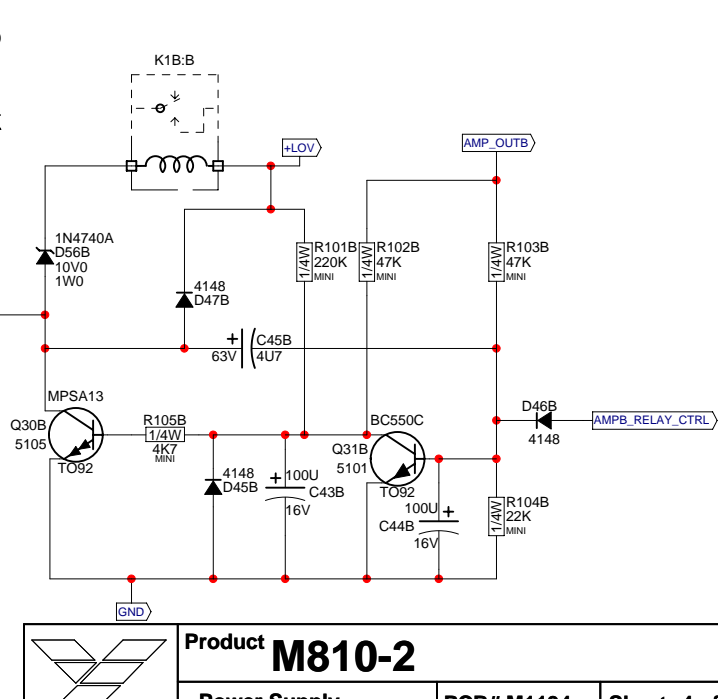 K1B:B
+LOV
AMP_OUTB
1N4740A
D56B
10V0
1W0
4148
D47B
1/4W
R101B
220K
MINI
1/4W
R102B
47K
MINI
1/4W
R103B
47K
MINI
+
63V
C45B
4U7
MPSA13
Q30B
5105
TO92
R105B
1/4W
4K7
MINI
BC550C
Q31B
5101
TO92
D46B
4148
AMPB_RELAY_CTRL
4148
D45B
+
100U
C43B
16V
100U
+
C44B
16V
1/4W
R104B
22K
MINI
GND
Product M810-2